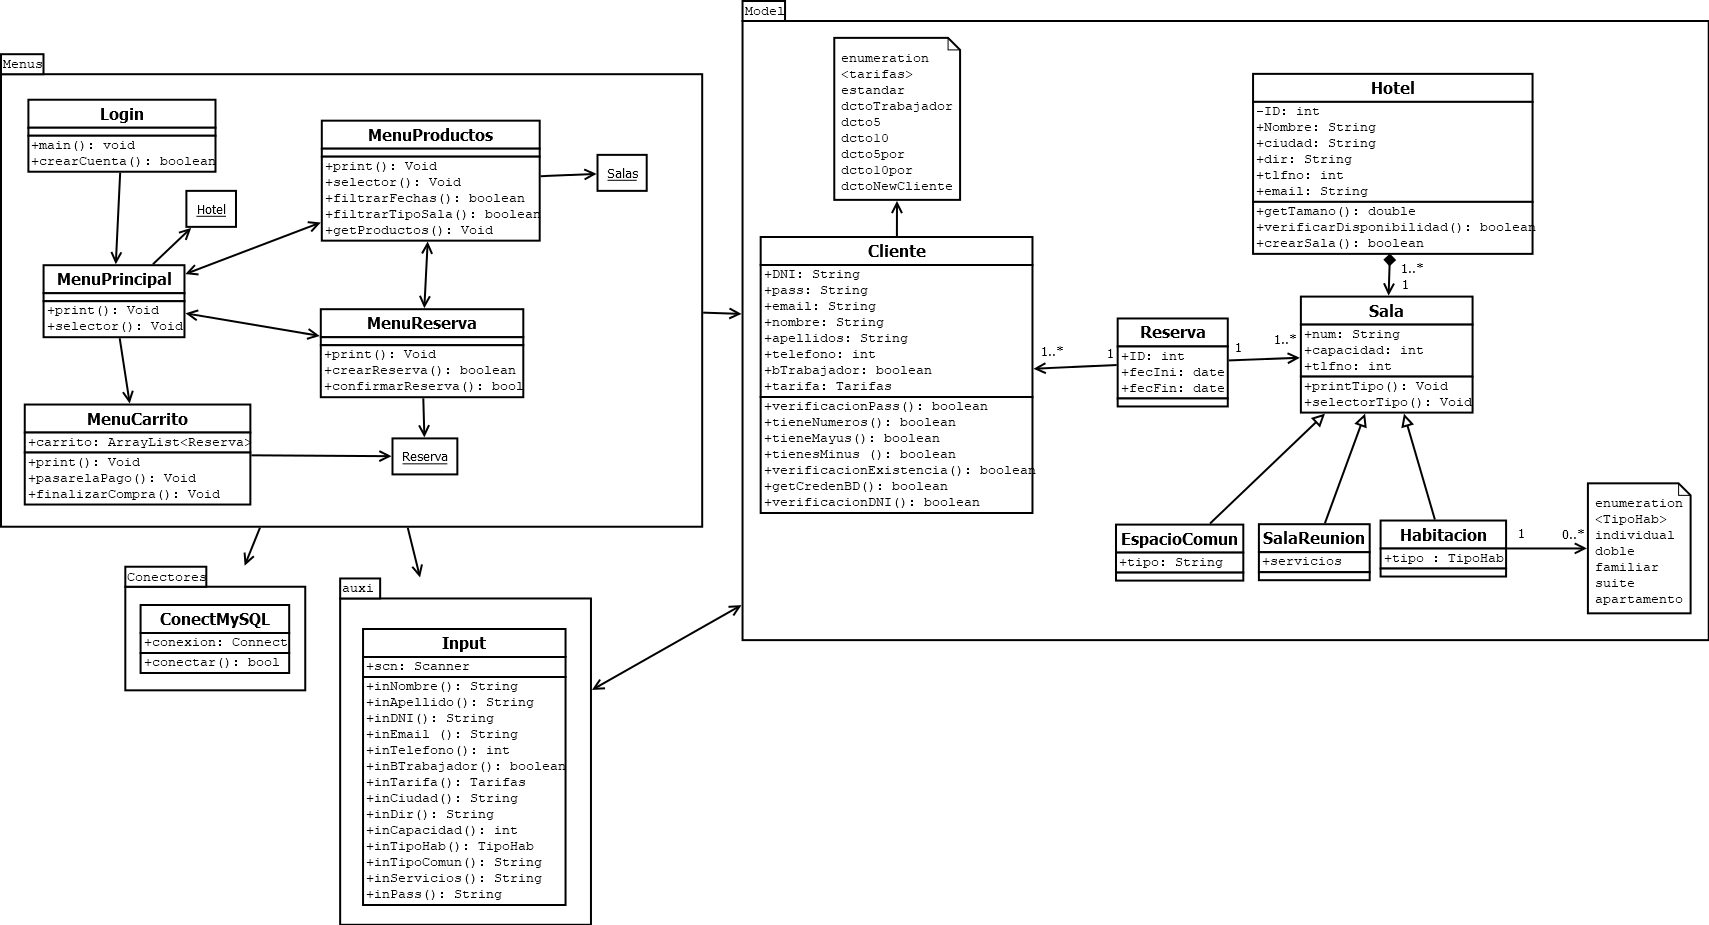 Menus
Login
+main(): void
+crearCuenta(): boolean
Hotel
MenuPrincipal
+print(): Void
+selector(): Void
MenuProductos
+print(): Void
+selector(): Void
+filtrarFechas(): boolean
+filtrarTipoSala(): boolean
+getProductos(): Void
Salas
MenuReserva
+print(): Void
+crearReserva(): boolean
+confirmarReserva(): bool
MenuCarrito
+carrito: ArrayList<Reserva>
+print(): Void
+pasarelaPago(): Void
+finalizarCompra(): Void
Reserva
Conectores
ConectMySQL
+conexion: Connect
+conectar(): bool
auxi
Input
+scn: Scanner
+inNombre(): String
+inApellido(): String
+inDNI(): String
+inEmail (): String
+inTelefono(): int
+inBTrabajador(): boolean
+inTarifa(): Tarifas
+inCiudad(): String
+inDir(): String
+inCapacidad(): int
+inTipoHab(): TipoHab
+inTipoComun(): String
+inServicios(): String
+inPass(): String
Model
enumeration
<tarifas>
estandar
dctoTrabajador
dcto5
dcto10
dcto5por
dcto10por
dctoNewCliente
Cliente
+DNI: String
+pass: String
+email: String
+nombre: String
+apellidos: String
+telefono: int
+bTrabajador: boolean
+tarifa: Tarifas
+verificacionPass(): boolean
+tieneNumeros(): boolean
+tieneMayus(): boolean
+tienesMinus (): boolean
+verificacionExistencia(): boolean
+getCredenBD(): boolean
+verificacionDNI(): boolean
1..*
1
Reserva
+ID: int
+fecIni: date
+fecFin: date
1
1..*
Hotel
-ID: int
+Nombre: String
+ciudad: String
+dir: String
+tlfno: int
+email: String
+getTamano(): double
+verificarDisponibilidad(): boolean
+crearSala(): boolean
1..*
1
Sala
+num: String
+capacidad: int
+tlfno: int
+printTipo(): Void
+selectorTipo(): Void
EspacioComun
+tipo: String
SalaReunion
+servicios
Habitacion
+tipo : TipoHab
1
0..*
enumeration
<TipoHab>
individual
doble
familiar
suite
apartamento